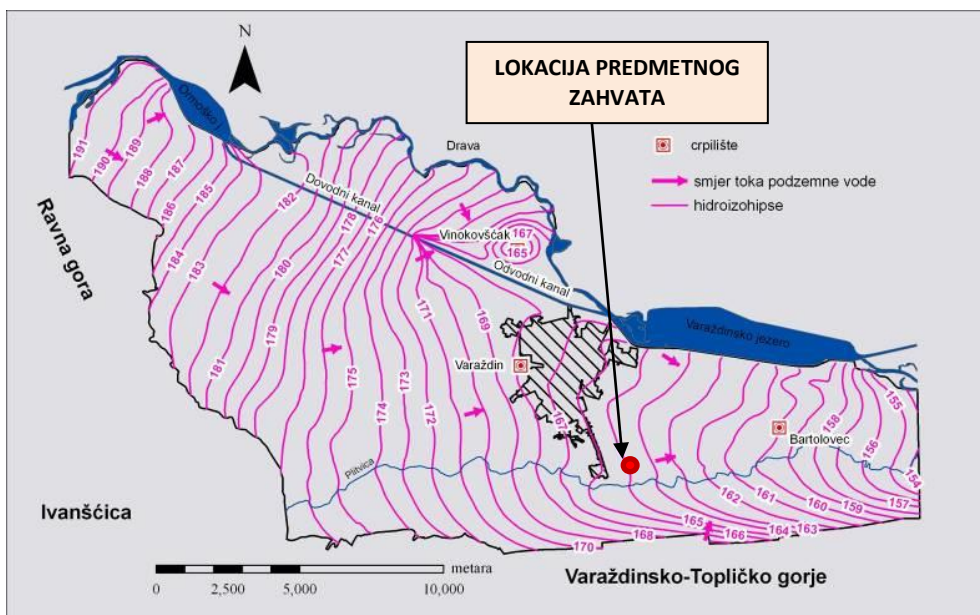 N
LOKACIJA PREDMETNOG
ZAHVATA
crpilište
smjer toka podzemne vode
hidroizohipse
Ormoško j.
Drava
Dovodni kanal
Vinokovšćak
Odvodni kanal
Varaždinsko jezero
Varaždin
Bartolovec
Plitvica
Ravna gora
Ivanšćica
Varaždinsko-Topličko gorje
191
190
189
188
187
186
185
184
183
182
181
180
179
178
177
176
175
174
173
172
171
170
169
168
167
167
165
166
165
164
163
162
161
160
159
158
157
156
155
154
metara
0 2,500 5,000 10,000